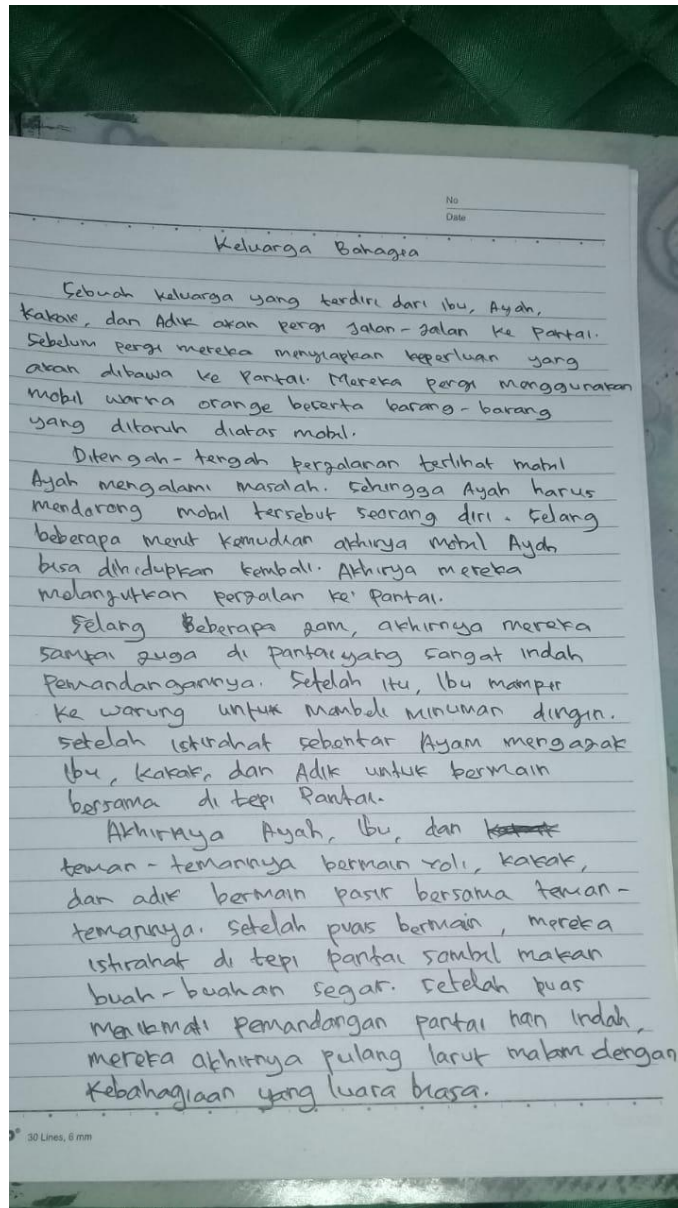 No
Date
Keluarga Bahagia
Sebuah keluarga yang terdiri dari Ibu, Ayah,
Kakak, dan Adik akan pergi jalan-jalan ke Pantai.
Sebelum pergi mereka menyiapkan keperluan yang
akan dibawa ke Pantai. Mereka pergi menggunakan
mobil warna orange beserta barang-barang
yang ditaruh diatas mobil.
Ditengah-tengah perjalanan terlihat mobil
Ayah mengalami masalah. Sehingga Ayah harus
mendorong mobil tersebut seorang diri. Selang
beberapa menit kemudian akhirya mobil Ayah
bisa dihidupkan kembali. Akhirya mereka
melanjutkan perjalan ke pantai.
Selang Beberapa jam, akhirnya mereka
sampai juga di pantai yang sangat indah
Pemandangannya. Setelah itu, Ibu mampir
ke warung untuk membeli minuman dingin.
setelah istirahat sebentar Ayam mengajak
Ibu, Kakak, dan Adik untuk bermain
bersama di tepi Pantai.
Akhirnya Ayah, Ibu, dan
teman-temannya bermain voli, kakak,
dan adik bermain pasir bersama teman-
temannya. setelah puas bermain, mereka
istirahat di tepi pantai sambil makan
buah-buahan segar. setelah puas
menikmati pemandangan pantai nan indah,
mereka akhirnya pulang larut malam dengan
Kebahagiaan yang luara biasa.
30 Lines, 6 mm